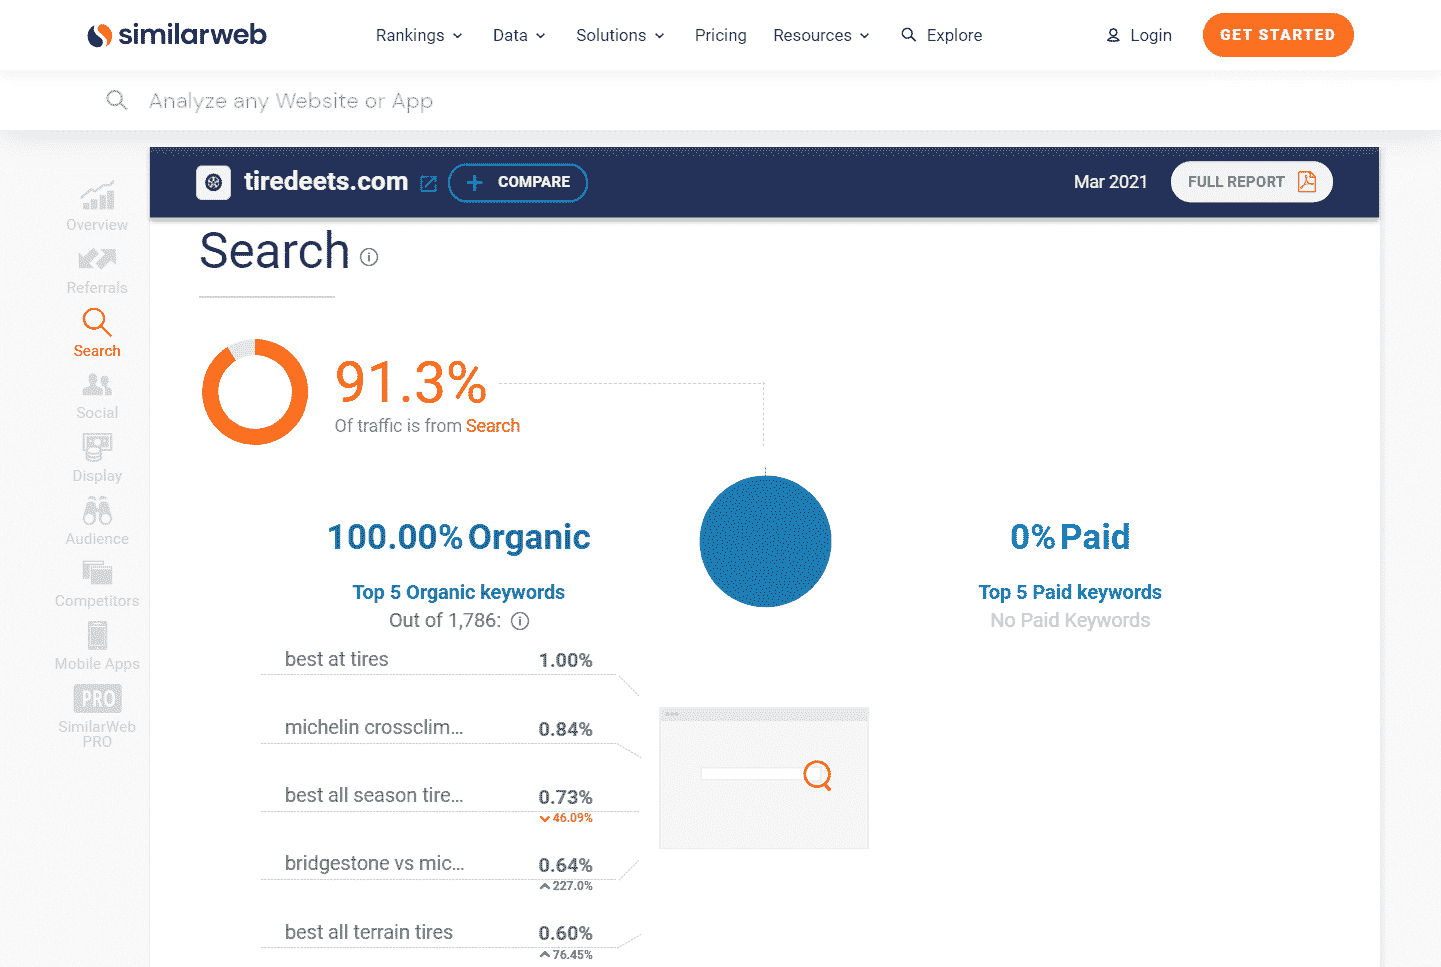 similarweb
Rankings Data Solutions Pricing Resources Explore Login GET STARTED
Analyze any Website or App
tiredeets.com + COMPARE Mar 2021 FULL REPORT
Overview
Referrals
Search
Social
Display
Audience
Competitors
Mobile Apps
PRO
SimilarWeb
PRO
Search
91.3%
Of traffic is from Search
100.00% Organic
Top 5 Organic keywords
Out of 1,786:
best at tires 1.00%
michelin crossclim... 0.84%
best all season tire... 0.73%
46.09%
bridgestone vs mic... 0.64%
227.0%
best all terrain tires 0.60%
76.45%
0% Paid
Top 5 Paid keywords
No Paid Keywords